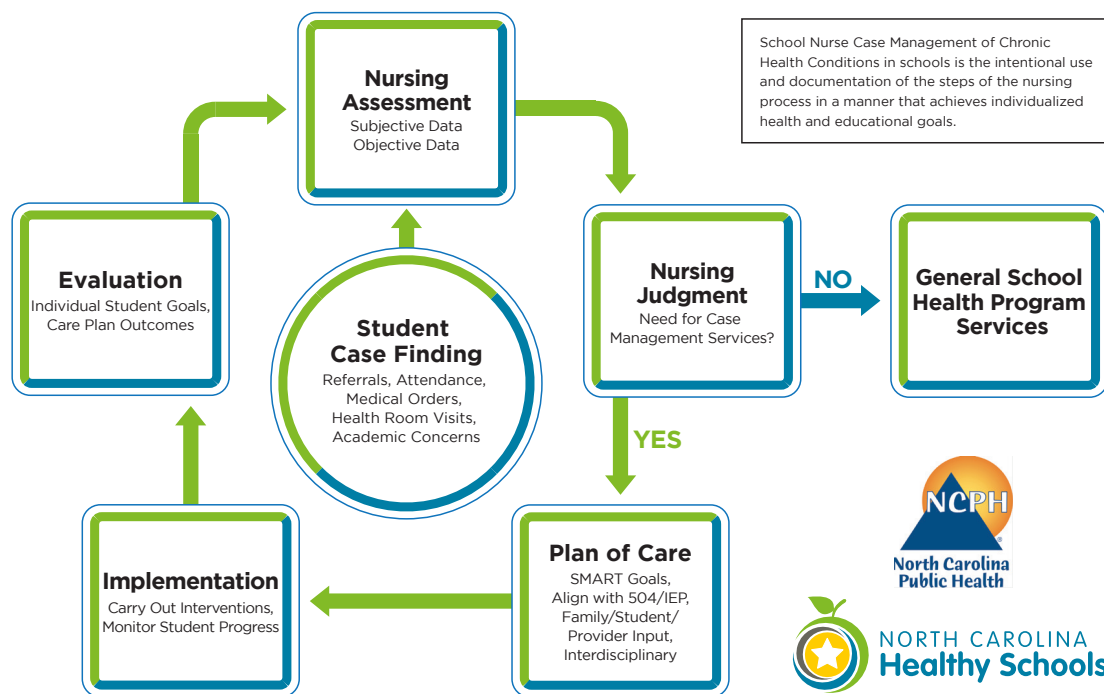 Nursing
Assessment
Subjective Data
Objective Data
School Nurse Case Management of Chronic
Health Conditions in schools is the intentional use
and documentation of the steps of the nursing
process in a manner that achieves individualized
health and educational goals.
Evaluation
Individual Student Goals,
Care Plan Outcomes
Student
Case Finding
Referrals, Attendance,
Medical Orders,
Health Room Visits,
Academic Concerns
Nursing
Judgment
Need for Case
Management Services?
NO
General School
Health Program
Services
YES
Implementation
Carry Out Interventions,
Monitor Student Progress
Plan of Care
SMART Goals,
Align with 504/IEP,
Family/Student/
Provider Input,
Interdisciplinary
NCPH
North Carolina
Public Health
NORTH CAROLINA
Healthy Schools